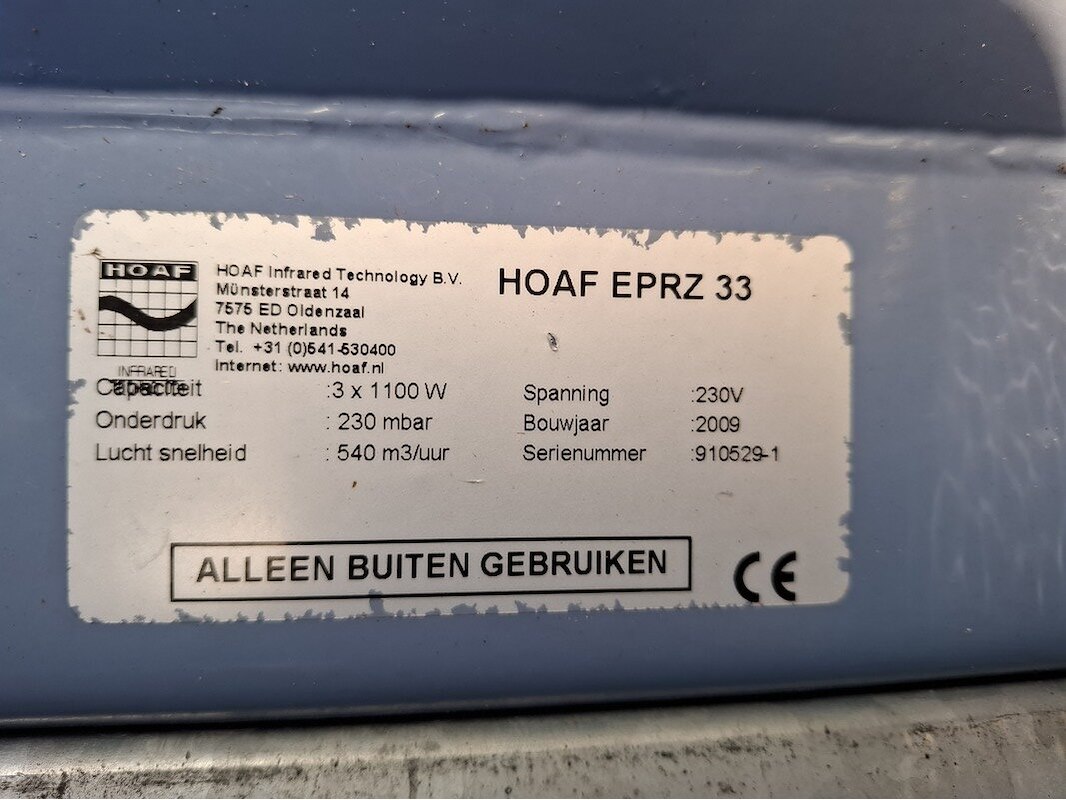 HOAF
INFRARED
HOAF Infrared Technology B.V.
Münsterstraat 14
7575 ED Oldenzaal
The Netherlands
Tel. +31 (0)541-530400
Internet: www.hoaf.nl
HOAF EPRZ 33
Capaciteit :3 x 1100 W
Onderdruk : 230 mbar
Lucht snelheid : 540 m3/uur
Spanning :230V
Bouwjaar :2009
Serienummer :910529-1
ALLEEN BUITEN GEBRUIKEN
CE